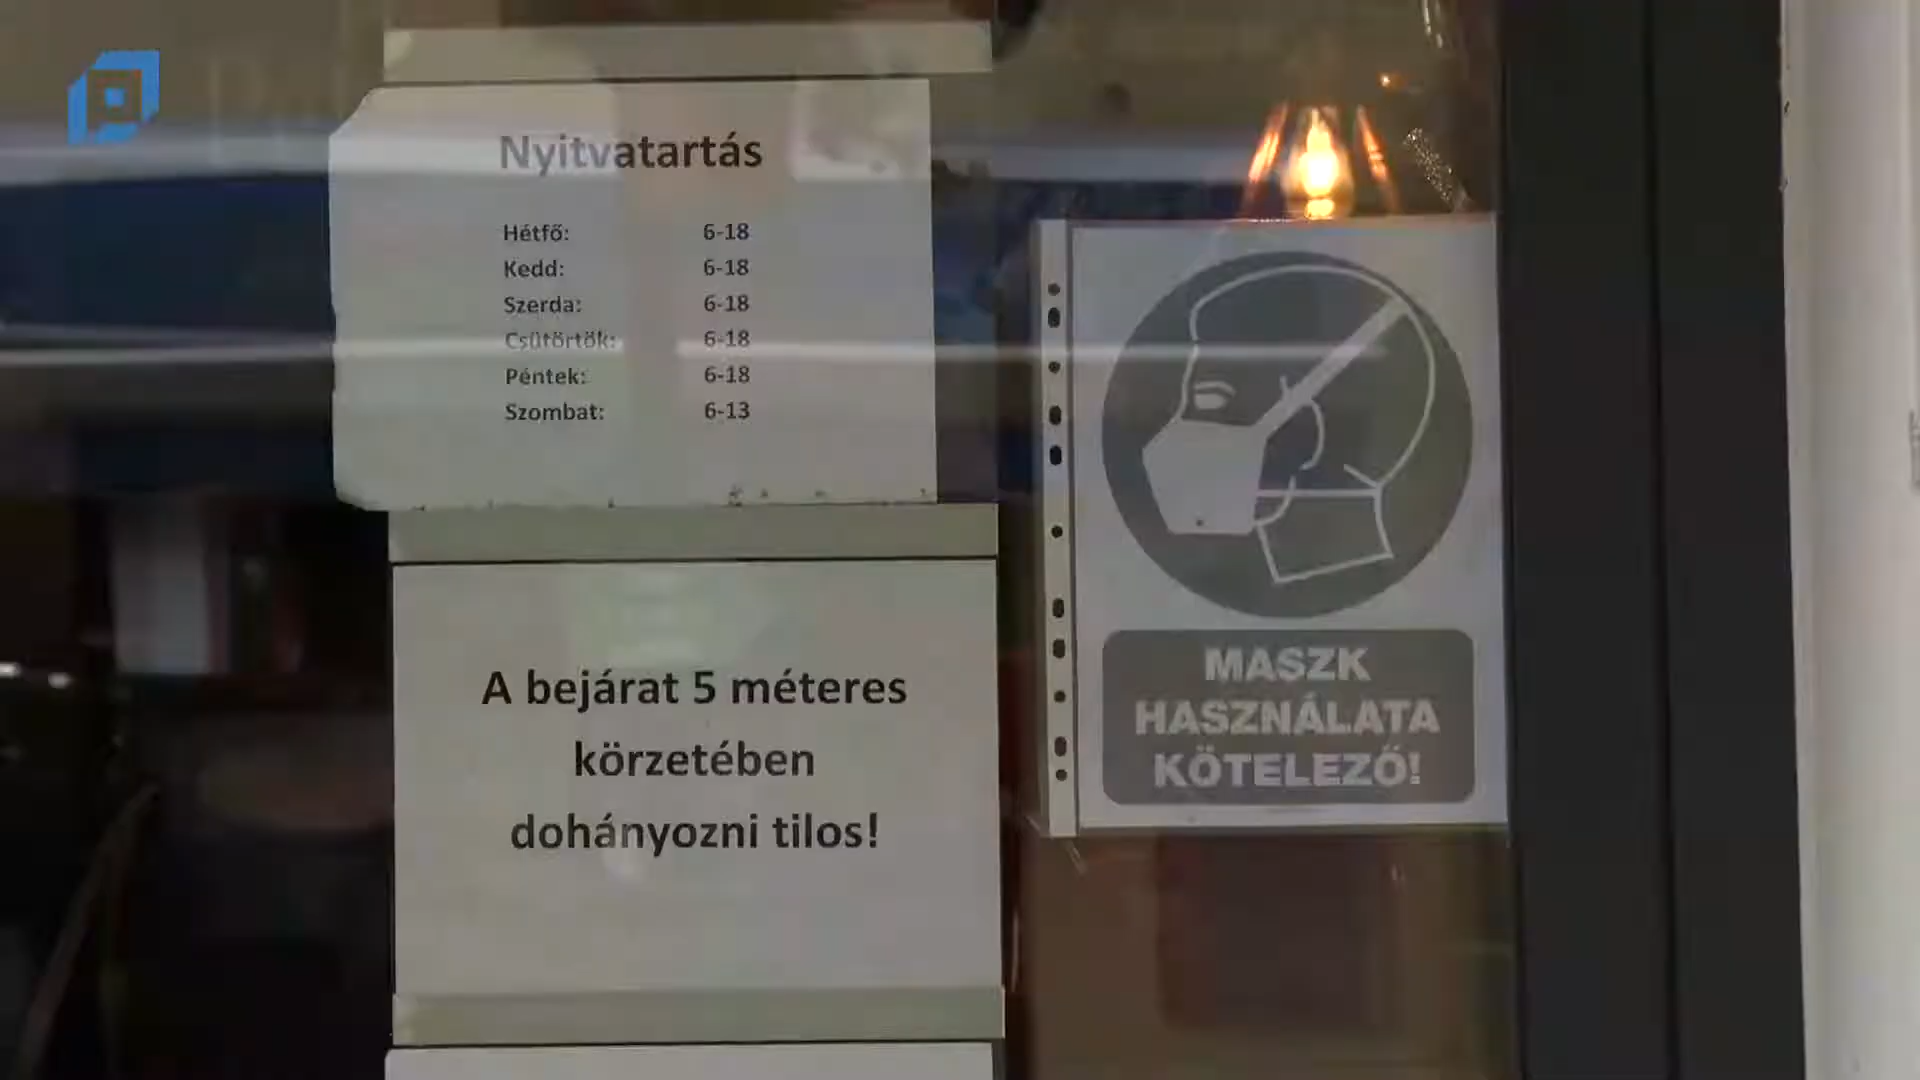 Nyitvatartás
Hétfő: 6-18
Kedd: 6-18
Szerda: 6-18
Csütörtök: 6-18
Péntek: 6-18
Szombat: 6-13
A bejárat 5 méteres
körzetében
dohányozni tilos!
MASZK
HASZNÁLATA
KÖTELEZŐ!